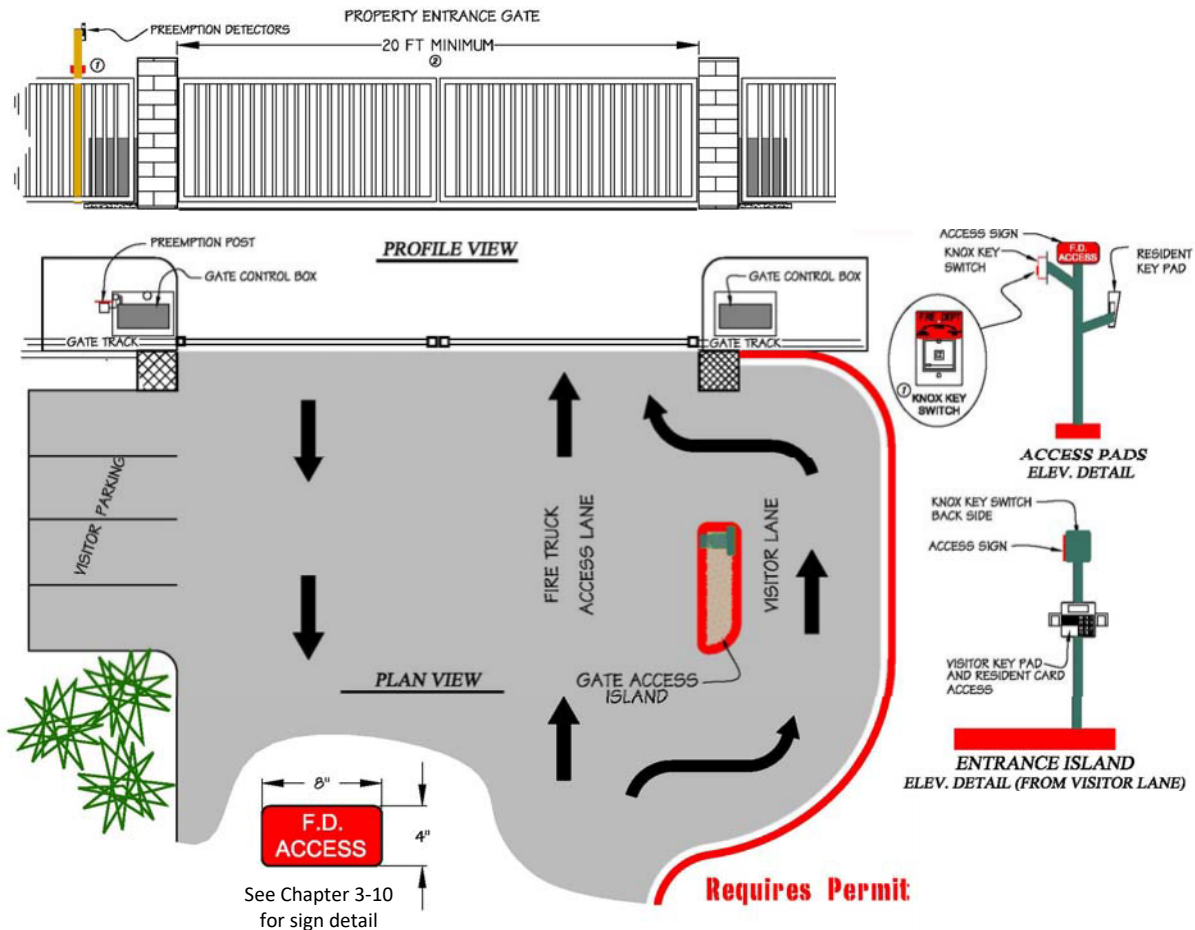 PROPERTY ENTRANCE GATE
PREEMPTION DETECTORS
20 FT MINIMUM
1
2
PROFILE VIEW
PREEMPTION POST
GATE CONTROL BOX
GATE CONTROL BOX
GATE TRACK
GATE TRACK
ACCESS SIGN
KNOX KEY
SWITCH
F.D.
ACCESS
RESIDENT
KEY PAD
FIRE DEPT
1
KNOX KEY
SWITCH
ACCESS PADS
ELEV. DETAIL
VISITOR PARKING
FIRE TRUCK
ACCESS LANE
VISITOR LANE
KNOX KEY SWITCH
BACK SIDE
ACCESS SIGN
PLAN VIEW
GATE ACCESS
ISLAND
VISITOR KEY PAD
AND RESIDENT CARD
ACCESS
ENTRANCE ISLAND
ELEV. DETAIL (FROM VISITOR LANE)
8"
F.D.
ACCESS
4"
See Chapter 3-10
for sign detail
Requires Permit